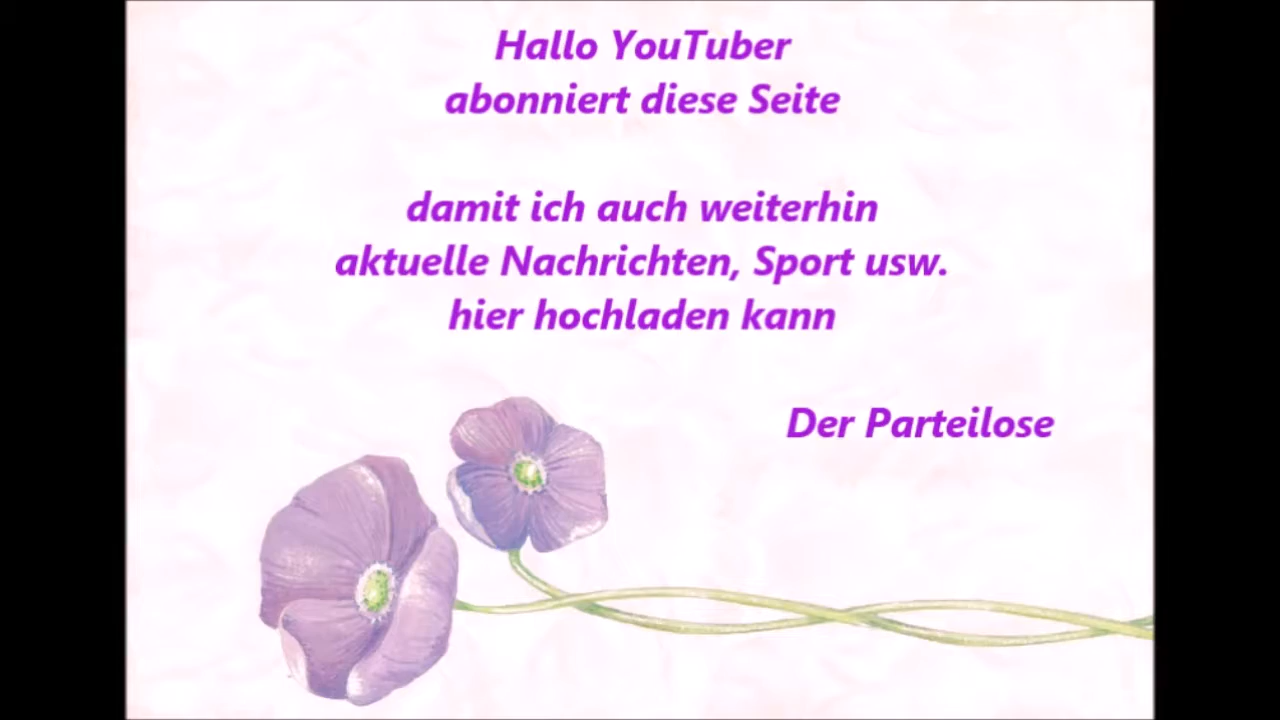 Hallo YouTuber
abonniert diese Seite
damit ich auch weiterhin
aktuelle Nachrichten, Sport usw.
hier hochladen kann
Der Parteilose